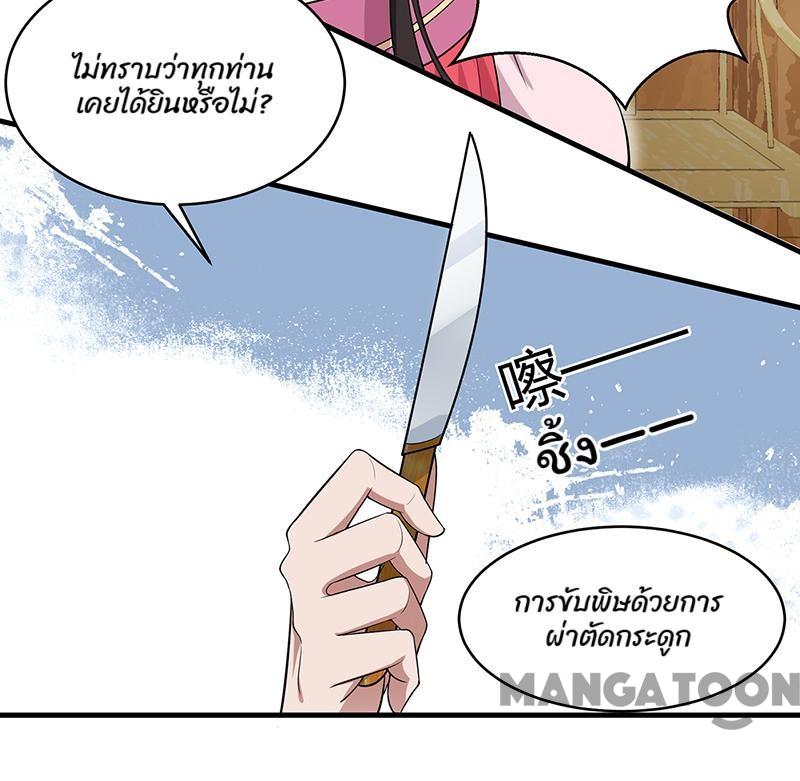 ไม่ทราบว่าทุกท่าน
เคยได้ยินหรือไม่?
嚓——
ชิ้ง——
การขับพิษด้วยการ
ผ่าตัดกระดูก
MANGATOON